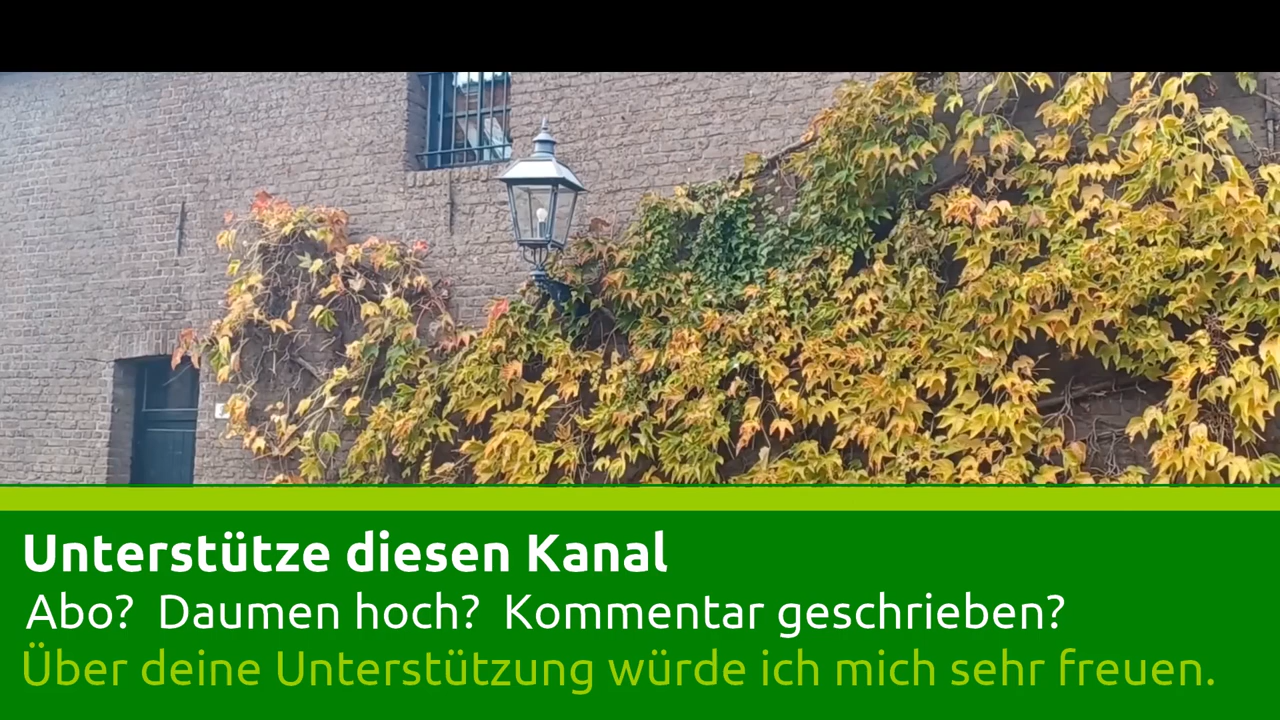 Unterstütze diesen Kanal
Abo? Daumen hoch? Kommentar geschrieben?
Über deine Unterstützung würde ich mich sehr freuen.